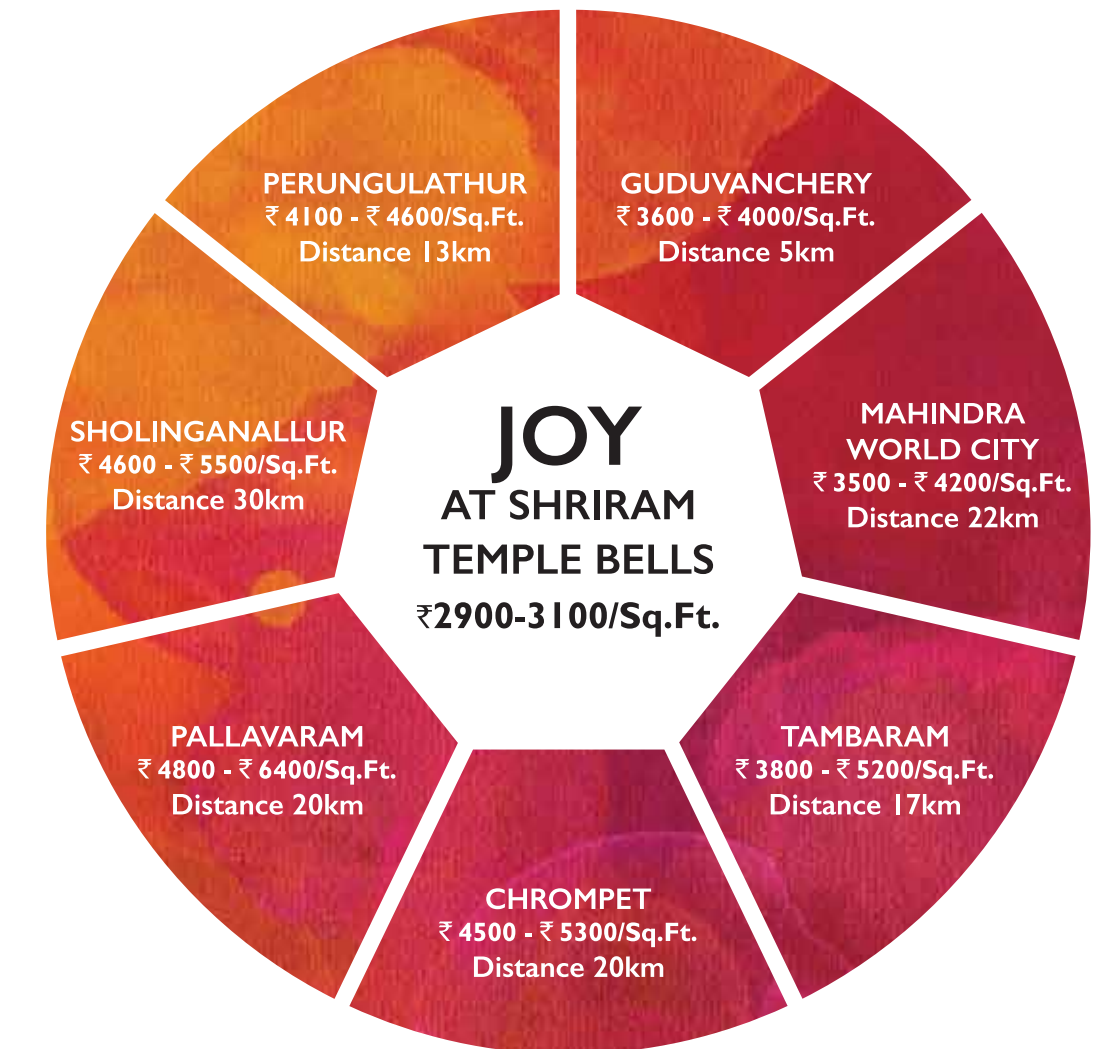 PERUNGULATHUR
₹ 4100 - ₹ 4600/Sq.Ft.
Distance 13km
GUDUVANCHERY
₹ 3600 - ₹ 4000/Sq.Ft.
Distance 5km
MAHINDRA
WORLD CITY
₹ 3500 - ₹ 4200/Sq.Ft.
Distance 22km
TAMBARAM
₹ 3800 - ₹ 5200/Sq.Ft.
Distance 17km
CHROMPET
₹ 4500 - ₹ 5300/Sq.Ft.
Distance 20km
PALLAVARAM
₹ 4800 - ₹ 6400/Sq.Ft.
Distance 20km
SHOLINGANALLUR
₹ 4600 - ₹ 5500/Sq.Ft.
Distance 30km
JOY
AT SHRIRAM
TEMPLE BELLS
₹2900-3100/Sq.Ft.